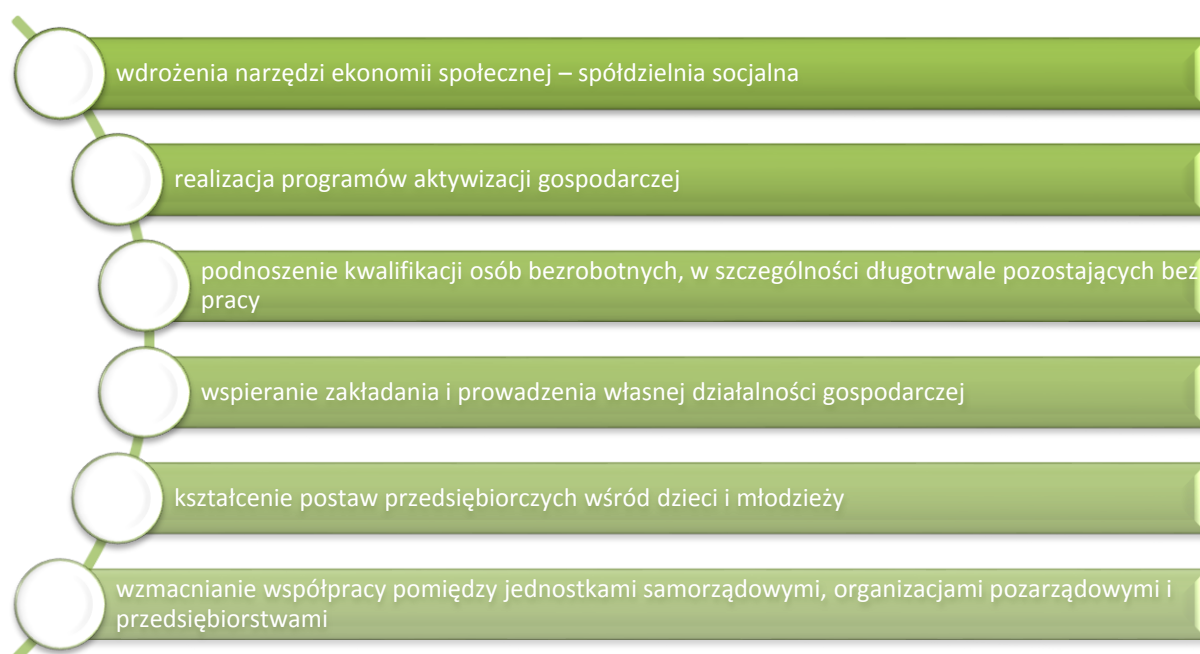 wdrożenia narzędzi ekonomii społecznej – spółdzielnia socjalna
realizacja programów aktywizacji gospodarczej
podnoszenie kwalifikacji osób bezrobotnych, w szczególności długotrwale pozostających bez
pracy
wspieranie zakładania i prowadzenia własnej działalności gospodarczej
kształcenie postaw przedsiębiorczych wśród dzieci i młodzieży
wzmacnianie współpracy pomiędzy jednostkami samorządowymi, organizacjami pozarządowymi i
przedsiębiorstwami